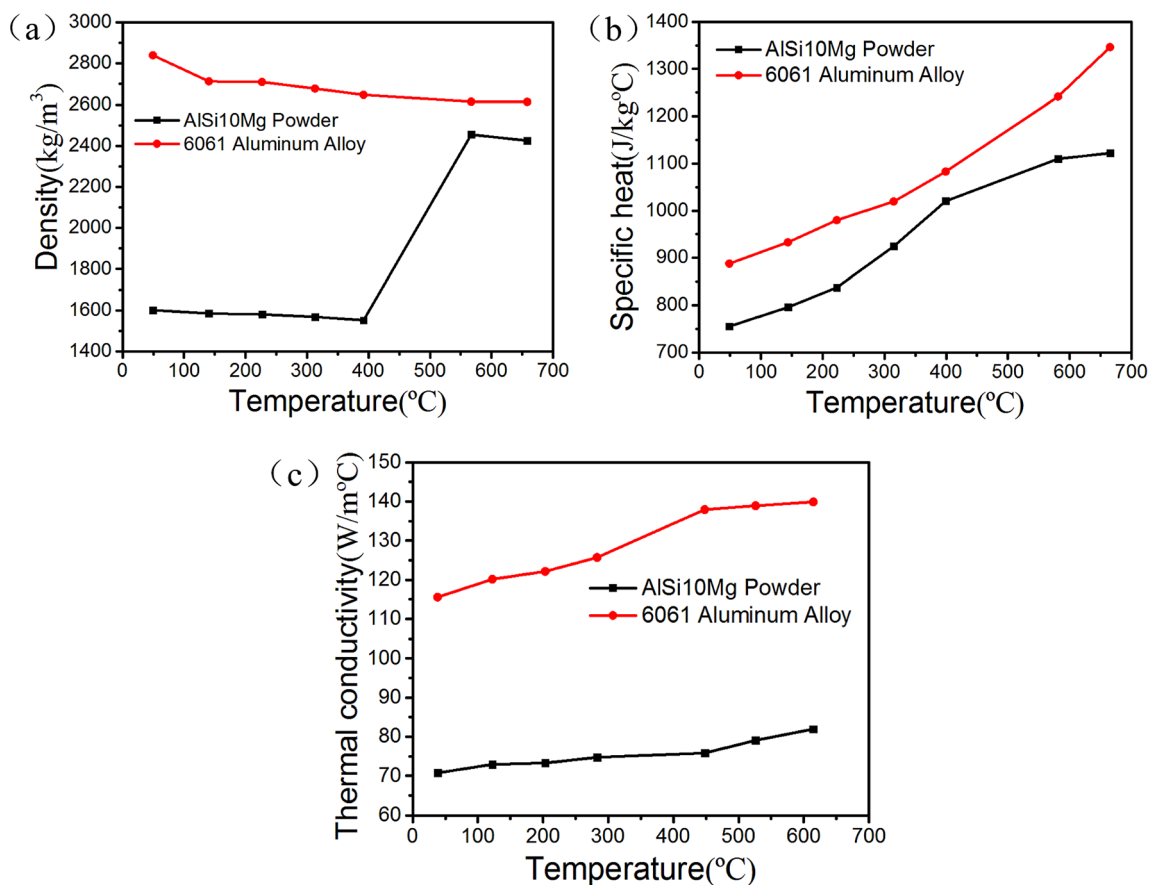 (a)
3000
2800
2600
2400
2200
2000
1800
1600
1400
Density(kg/m³)
AlSi10Mg Powder
6061 Aluminum Alloy
0 100 200 300 400 500 600 700
Temperature(ºC)
(b)
1400
1300
1200
1100
1000
900
800
700
Specific heat(J/kgºC)
AlSi10Mg Powder
6061 Aluminum Alloy
0 100 200 300 400 500 600 700
Temperature(ºC)
(c)
150
140
130
120
110
100
90
80
70
60
Thermal conductivity(W/mºC)
AlSi10Mg Powder
6061 Aluminum Alloy
0 100 200 300 400 500 600 700
Temperature(ºC)